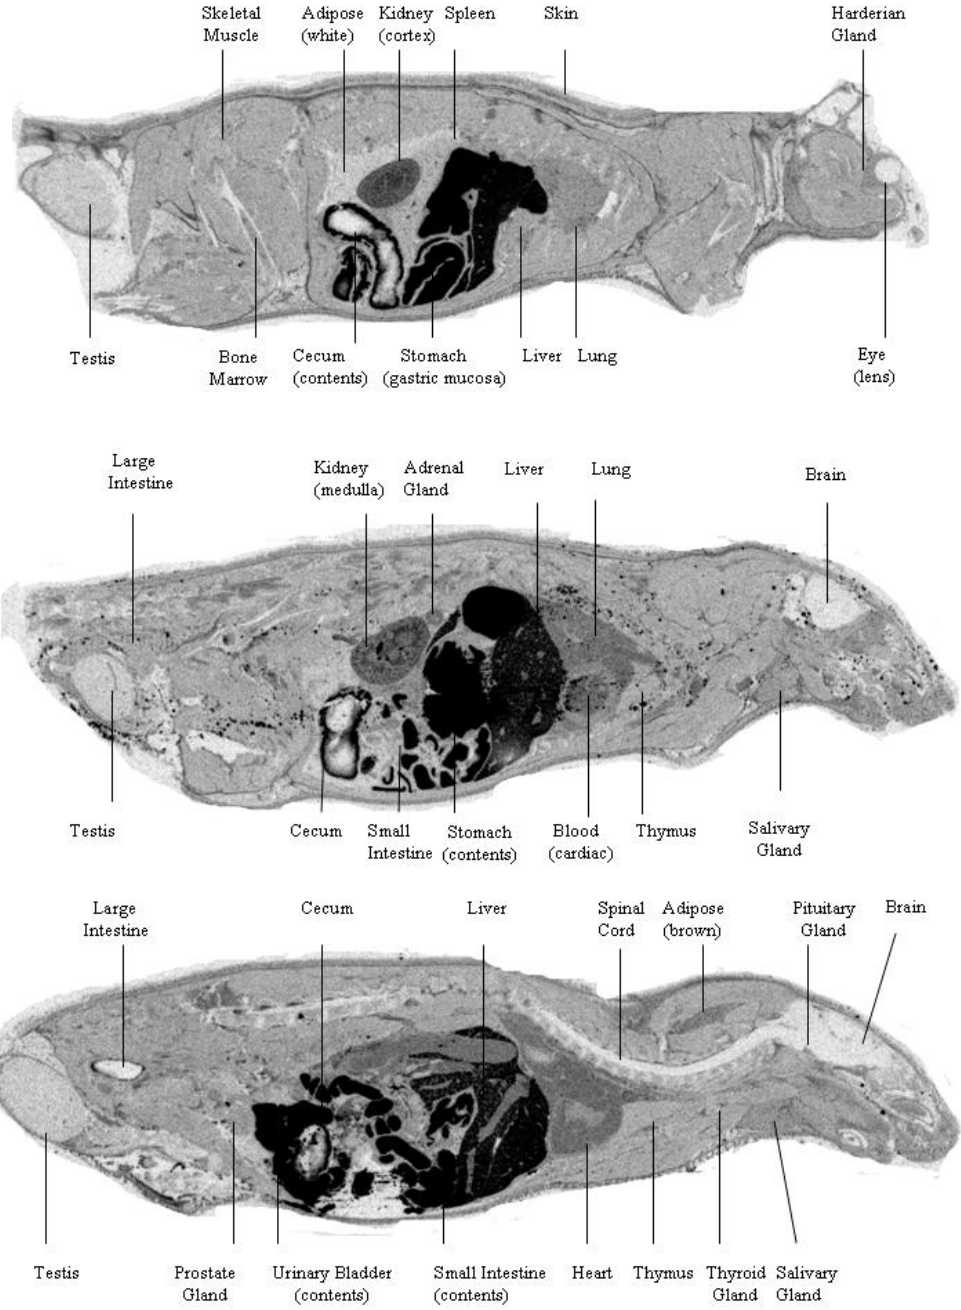 Skeletal Muscle
Adipose (white)
Kidney (cortex)
Spleen
Skin
Harderian Gland
Testis
Bone Marrow
Cecum (contents)
Stomach (gastric mucosa)
Liver
Lung
Eye (lens)
Large Intestine
Kidney (medulla)
Adrenal Gland
Liver
Lung
Brain
Testis
Cecum
Small Intestine
Stomach (contents)
Blood (cardiac)
Thymus
Salivary Gland
Large Intestine
Cecum
Liver
Spinal Cord
Adipose (brown)
Pituitary Gland
Brain
Testis
Prostate Gland
Urinary Bladder (contents)
Small Intestine (contents)
Heart
Thymus
Thyroid Gland
Salivary Gland